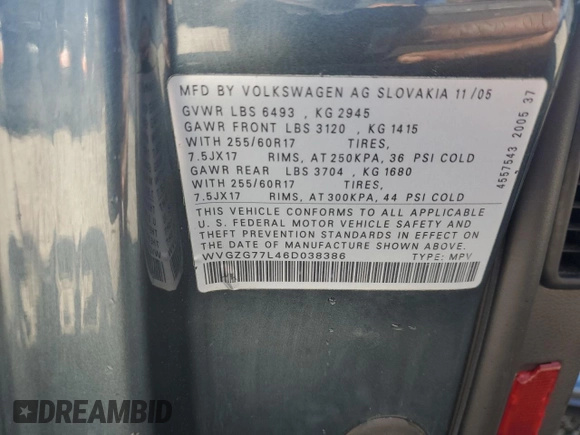 MFD BY VOLKSWAGEN AG SLOVAKIA 11/05
GVWR LBS 6493 , KG 2945
GAWR FRONT LBS 3120 , KG 1415
WITH 255/60R17 TIRES,
7.5JX17 RIMS, AT 250KPA, 36 PSI COLD
GAWR REAR LBS 3704 , KG 1680
WITH 255/60R17 TIRES,
7.5JX17 RIMS, AT 300KPA, 44 PSI COLD
THIS VEHICLE CONFORMS TO ALL APPLICABLE
U.S. FEDERAL MOTOR VEHICLE SAFETY AND
THEFT PREVENTION STANDARDS IN EFFECT ON
THE DATE OF MANUFACTURE SHOWN ABOVE.
WVGZG77L46D038386 TYPE: MPV
4557543 2005 37
DREAMBID